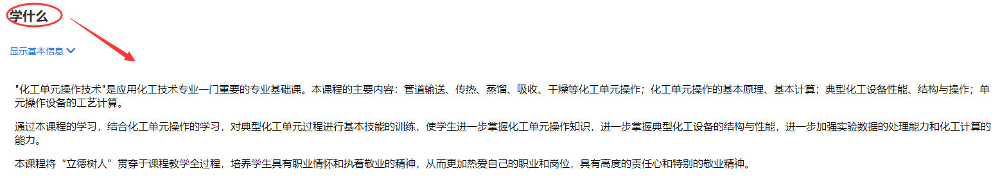 学什么
显示基本信息
"化工单元操作技术"是应用化工技术专业一门重要的专业基础课。本课程的主要内容：管道输送、传热、蒸馏、吸收、干燥等化工单元操作；化工单元操作的基本原理、基本计算；典型化工设备性能、结构与操作；单
元操作设备的工艺计算。
通过本课程的学习，结合化工单元操作的学习，对典型化工单元过程进行基本技能的训练，使学生进一步掌握化工单元操作知识，进一步掌握典型化工设备的结构与性能，进一步加强实验数据的处理能力和化工计算的
能力。
本课程将“立德树人”贯穿于课程教学全过程，培养学生具有职业情怀和执着敬业的精神，从而更加热爱自己的职业和岗位，具有高度的责任心和特别的敬业精神。